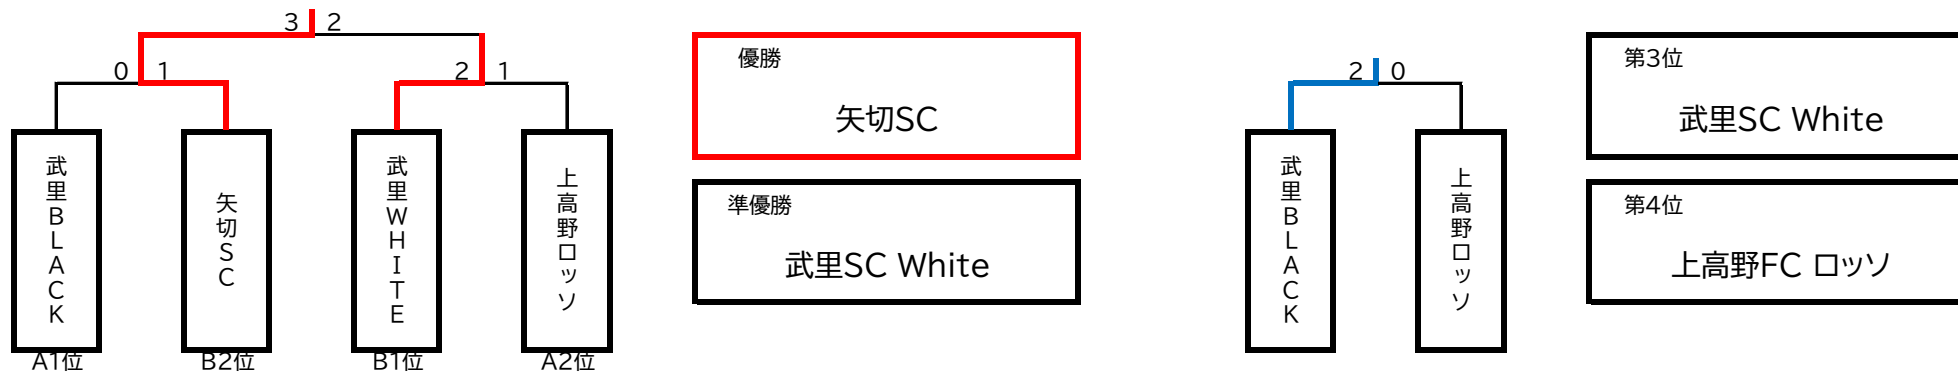 3 2
0 1
2 1
武里BLACK
矢切SC
武里WHITE
上高野ロッソ
A1位
B2位
B1位
A2位
優勝
矢切SC
準優勝
武里SC White
2 0
武里BLACK
上高野ロッソ
第3位
武里SC White
第4位
上高野FC ロッソ